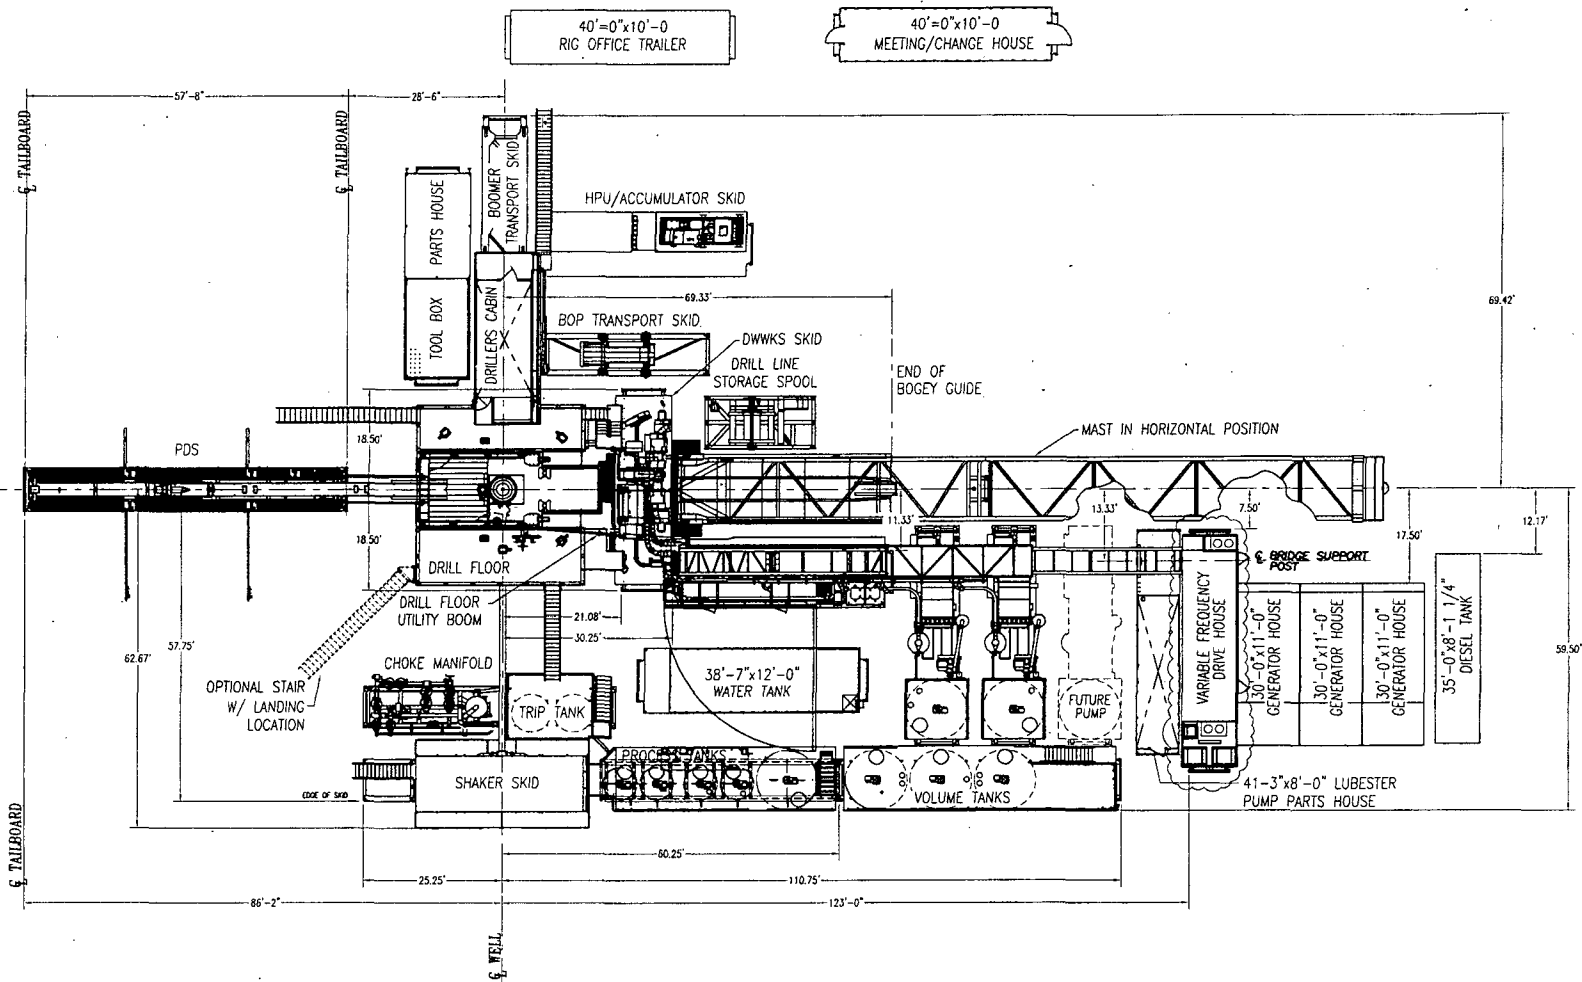 40'=0"x10'-0
RIG OFFICE TRAILER
40'=0"x10'-0
MEETING/CHANGE HOUSE
57'-8"
28'-6"
℄ TAILBOARD
℄ TAILBOARD
PARTS HOUSE
BOOMER
TRANSPORT SKID
HPU/ACCUMULATOR SKID
TOOL BOX
DRILLERS CABIN
69.33'
69.42'
BOP TRANSPORT SKID
DWWKS SKID
DRILL LINE
STORAGE SPOOL
END OF
BOGEY GUIDE
18.50'
MAST IN HORIZONTAL POSITION
PDS
11.33'
13.33'
7.50'
17.50'
12.17'
18.50'
DRILL FLOOR
℄ BRIDGE SUPPORT
POST
DRILL FLOOR
UTILITY BOOM
21.08'
30.25'
62.67'
57.75'
CHOKE MANIFOLD
OPTIONAL STAIR
W/ LANDING
LOCATION
TRIP TANK
38'-7"x12'-0"
WATER TANK
FUTURE
PUMP
VARIABLE FREQUENCY
DRIVE HOUSE
30'-0"x11'-0"
GENERATOR HOUSE
30'-0"x11'-0"
GENERATOR HOUSE
30'-0"x11'-0"
GENERATOR HOUSE
35'-0"x8'-1 1/4"
DIESEL TANK
59.50'
PROCESS TANKS
SHAKER SKID
VOLUME TANKS
EDGE OF SKID
41-3"x8'-0" LUBESTER
PUMP PARTS HOUSE
℄ TAILBOARD
60.25'
25.25'
110.75'
86'-2"
123'-0"
℄ WELL